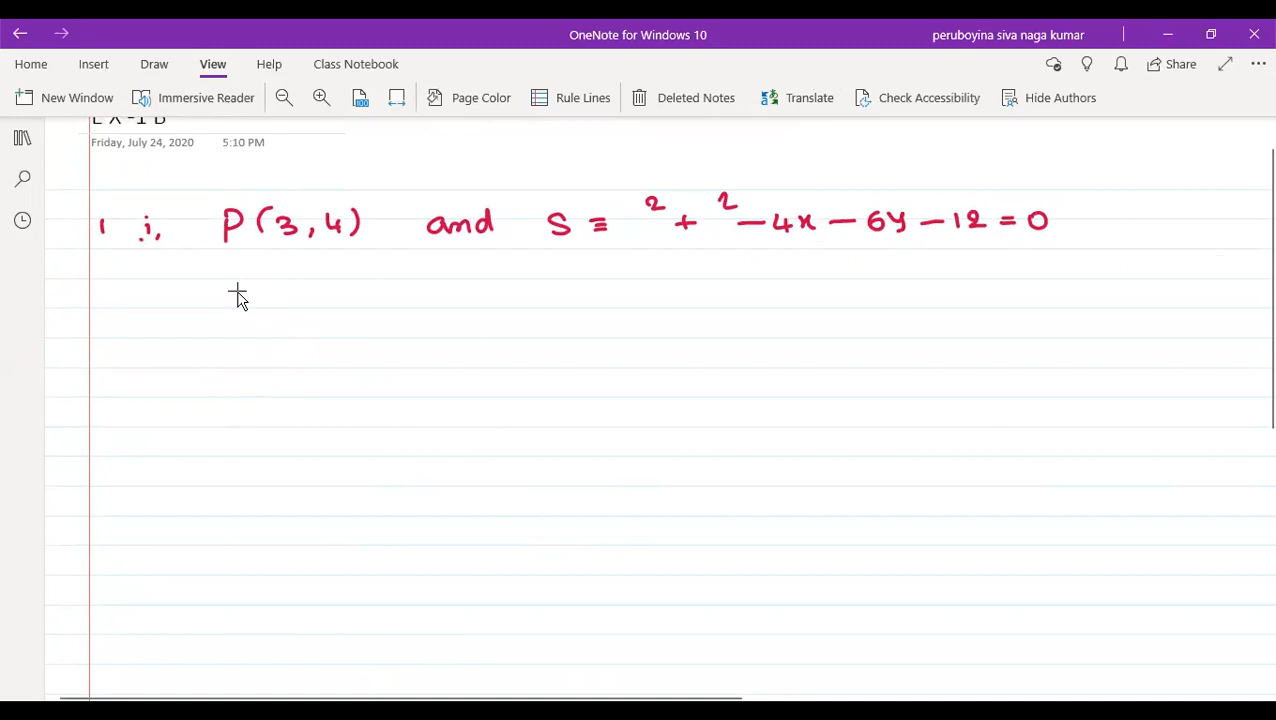 OneNote for Windows 10
peruboyina siva naga kumar
Home Insert Draw View Help Class Notebook
Share
New Window Immersive Reader Page Color Rule Lines Deleted Notes Translate Check Accessibility Hide Authors
EX-1B
Friday, July 24, 2020 5:10 PM
1 i, P(3,4) and S ≡ ² + ² - 4x - 6y - 12 = 0